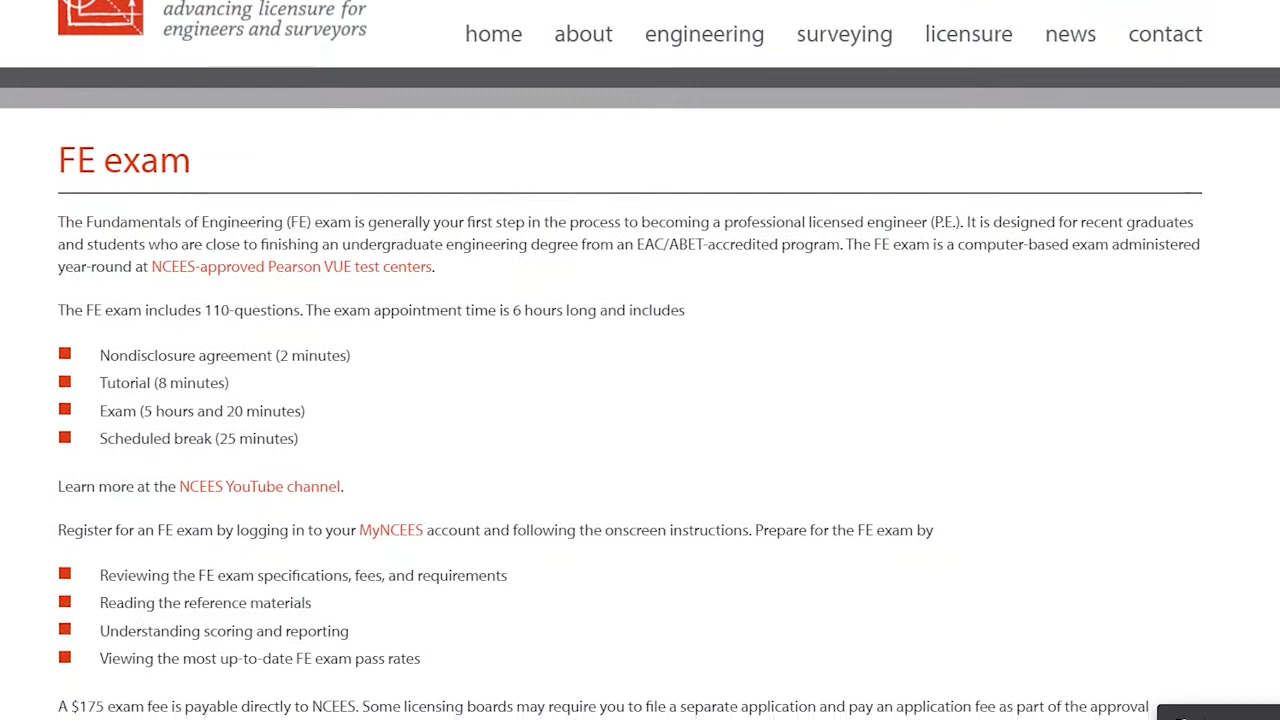 advancing licensure for
engineers and surveyors
home about engineering surveying licensure news contact
FE exam
The Fundamentals of Engineering (FE) exam is generally your first step in the process to becoming a professional licensed engineer (P.E.). It is designed for recent graduates
and students who are close to finishing an undergraduate engineering degree from an EAC/ABET-accredited program. The FE exam is a computer-based exam administered
year-round at NCEES-approved Pearson VUE test centers.
The FE exam includes 110-questions. The exam appointment time is 6 hours long and includes
Nondisclosure agreement (2 minutes)
Tutorial (8 minutes)
Exam (5 hours and 20 minutes)
Scheduled break (25 minutes)
Learn more at the NCEES YouTube channel.
Register for an FE exam by logging in to your MyNCEES account and following the onscreen instructions. Prepare for the FE exam by
Reviewing the FE exam specifications, fees, and requirements
Reading the reference materials
Understanding scoring and reporting
Viewing the most up-to-date FE exam pass rates
A $175 exam fee is payable directly to NCEES. Some licensing boards may require you to file a separate application and pay an application fee as part of the approval